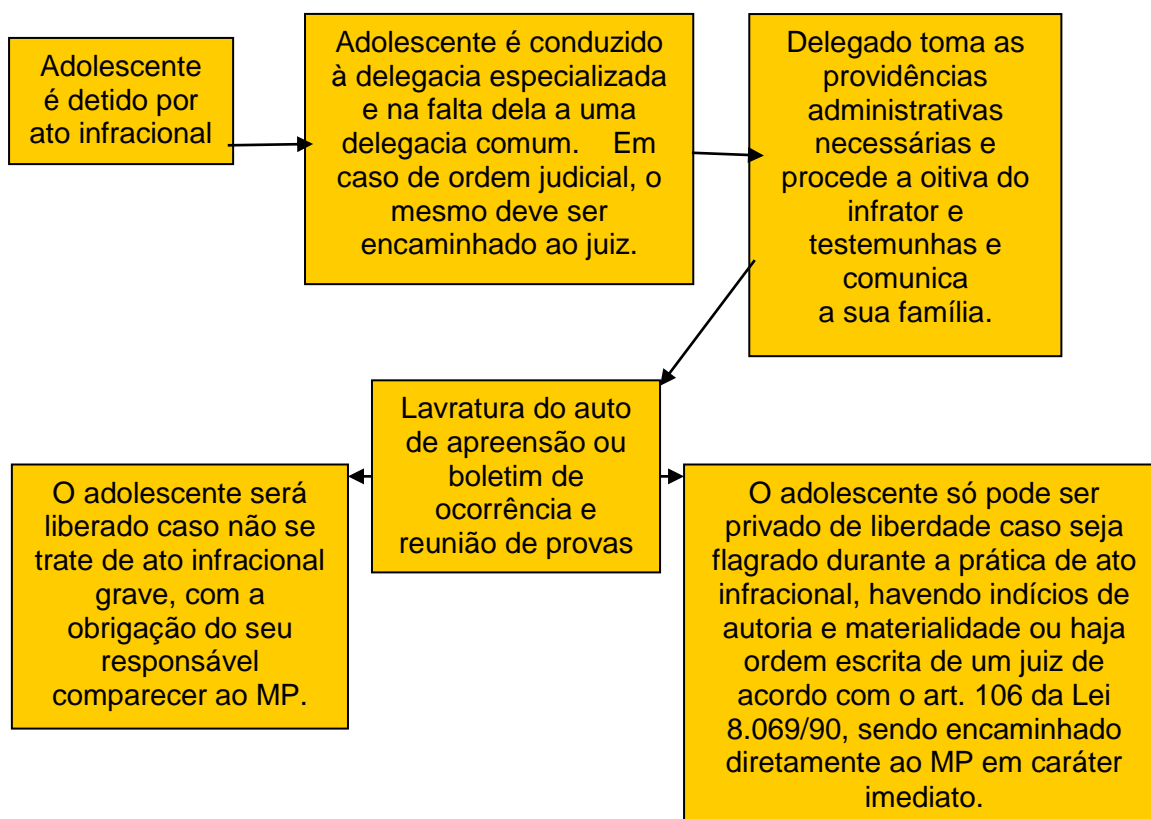 Adolescente
é detido por
ato infracional
Adolescente é conduzido
à delegacia especializada
e na falta dela a uma
delegacia comum. Em
caso de ordem judicial, o
mesmo deve ser
encaminhado ao juiz.
Delegado toma as
providências
administrativas
necessárias e
procede a oitiva do
infrator e
testemunhas e
comunica
a sua família.
Lavratura do auto
de apreensão ou
boletim de
ocorrência e
reunião de provas
O adolescente será
liberado caso não se
trate de ato infracional
grave, com a
obrigação do seu
responsável
comparecer ao MP.
O adolescente só pode ser
privado de liberdade caso seja
flagrado durante a prática de ato
infracional, havendo indícios de
autoria e materialidade ou haja
ordem escrita de um juiz de
acordo com o art. 106 da Lei
8.069/90, sendo encaminhado
diretamente ao MP em caráter
imediato.